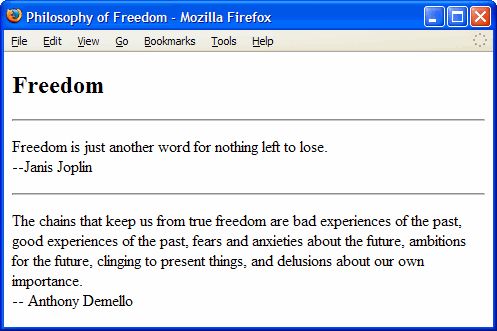 Philosophy of Freedom - Mozilla Firefox
File Edit View Go Bookmarks Tools Help
Freedom
Freedom is just another word for nothing left to lose.
--Janis Joplin
The chains that keep us from true freedom are bad experiences of the past,
good experiences of the past, fears and anxieties about the future, ambitions
for the future, clinging to present things, and delusions about our own
importance.
-- Anthony Demello